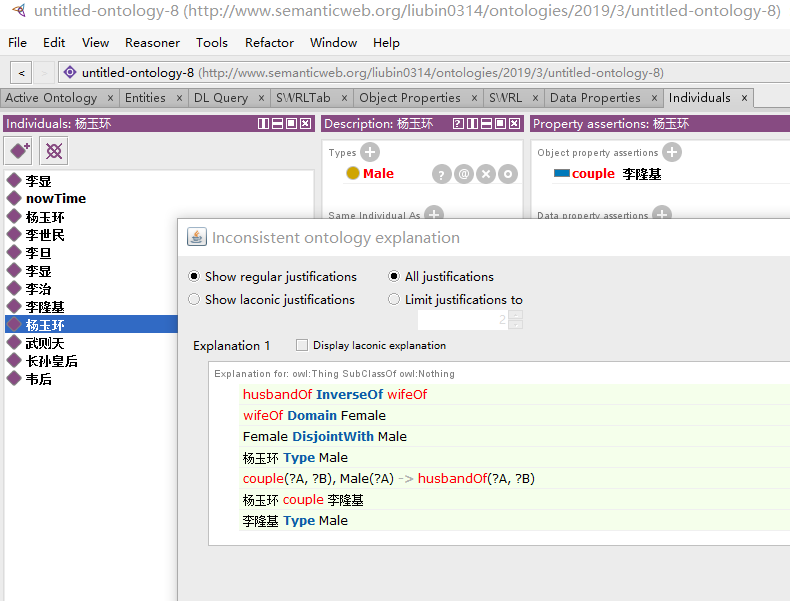 untitled-ontology-8 (http://www.semanticweb.org/liubin0314/ontologies/2019/3/untitled-ontology-8)
File Edit View Reasoner Tools Refactor Window Help
< > untitled-ontology-8 (http://www.semanticweb.org/liubin0314/ontologies/2019/3/untitled-ontology-8)
Active Ontology × Entities × DL Query × SWRLTab × Object Properties × SWRL × Data Properties × Individuals ×
Individuals: 杨玉环
Description: 杨玉环
Property assertions: 杨玉环
Types
Male
Same Individual As
Object property assertions
couple 李隆基
Data property assertions
李显
nowTime
杨玉环
李世民
李旦
李显
李治
李隆基
杨玉环
武则天
长孙皇后
韦后
Inconsistent ontology explanation
Show regular justifications All justifications
Show laconic justifications Limit justifications to
2
Explanation 1 Display laconic explanation
Explanation for: owl:Thing SubClassOf owl:Nothing
husbandOf InverseOf wifeOf
wifeOf Domain Female
Female DisjointWith Male
杨玉环 Type Male
couple(?A, ?B), Male(?A) -> husbandOf(?A, ?B)
杨玉环 couple 李隆基
李隆基 Type Male